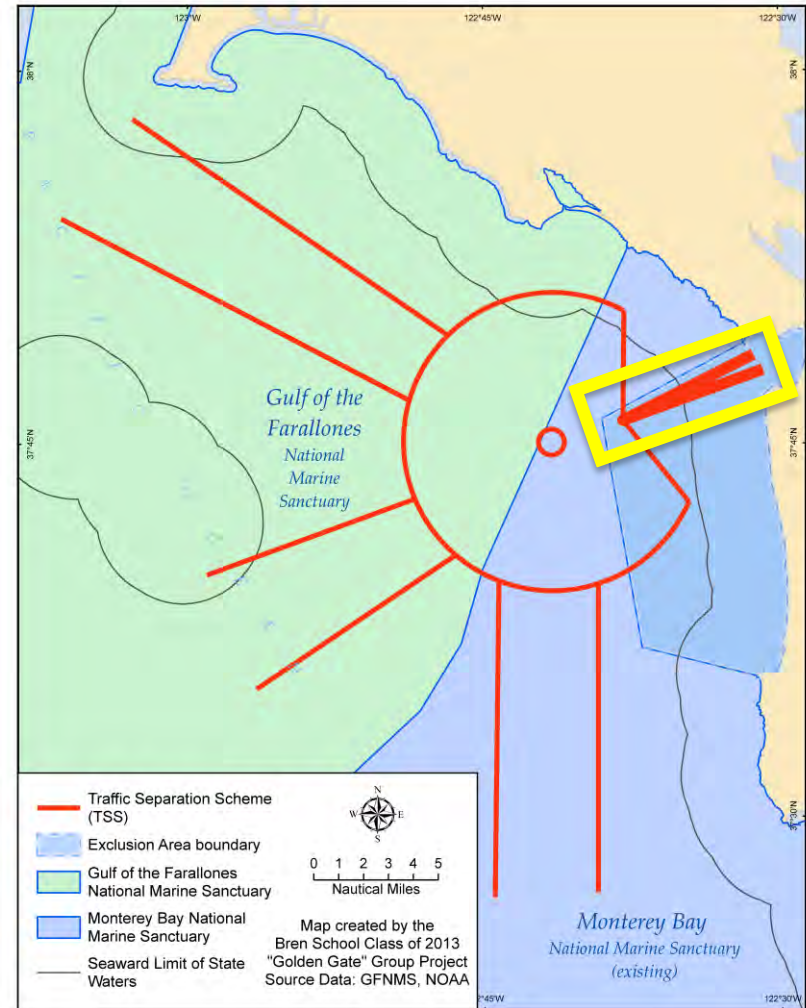 123°W
122°45'W
122°30'W
38°N
38°N
Gulf of the
Farallones
National
Marine
Sanctuary
37°45'N
37°45'N
37°30'N
Traffic Separation Scheme
(TSS)
Exclusion Area boundary
Gulf of the Farallones
National Marine Sanctuary
Monterey Bay National
Marine Sanctuary
Seaward Limit of State
Waters
N
W E
S
0 1 2 3 4 5
Nautical Miles
Map created by the
Bren School Class of 2013
"Golden Gate" Group Project
Source Data: GFNMS, NOAA
Monterey Bay
National Marine Sanctuary
(existing)
122°30'W